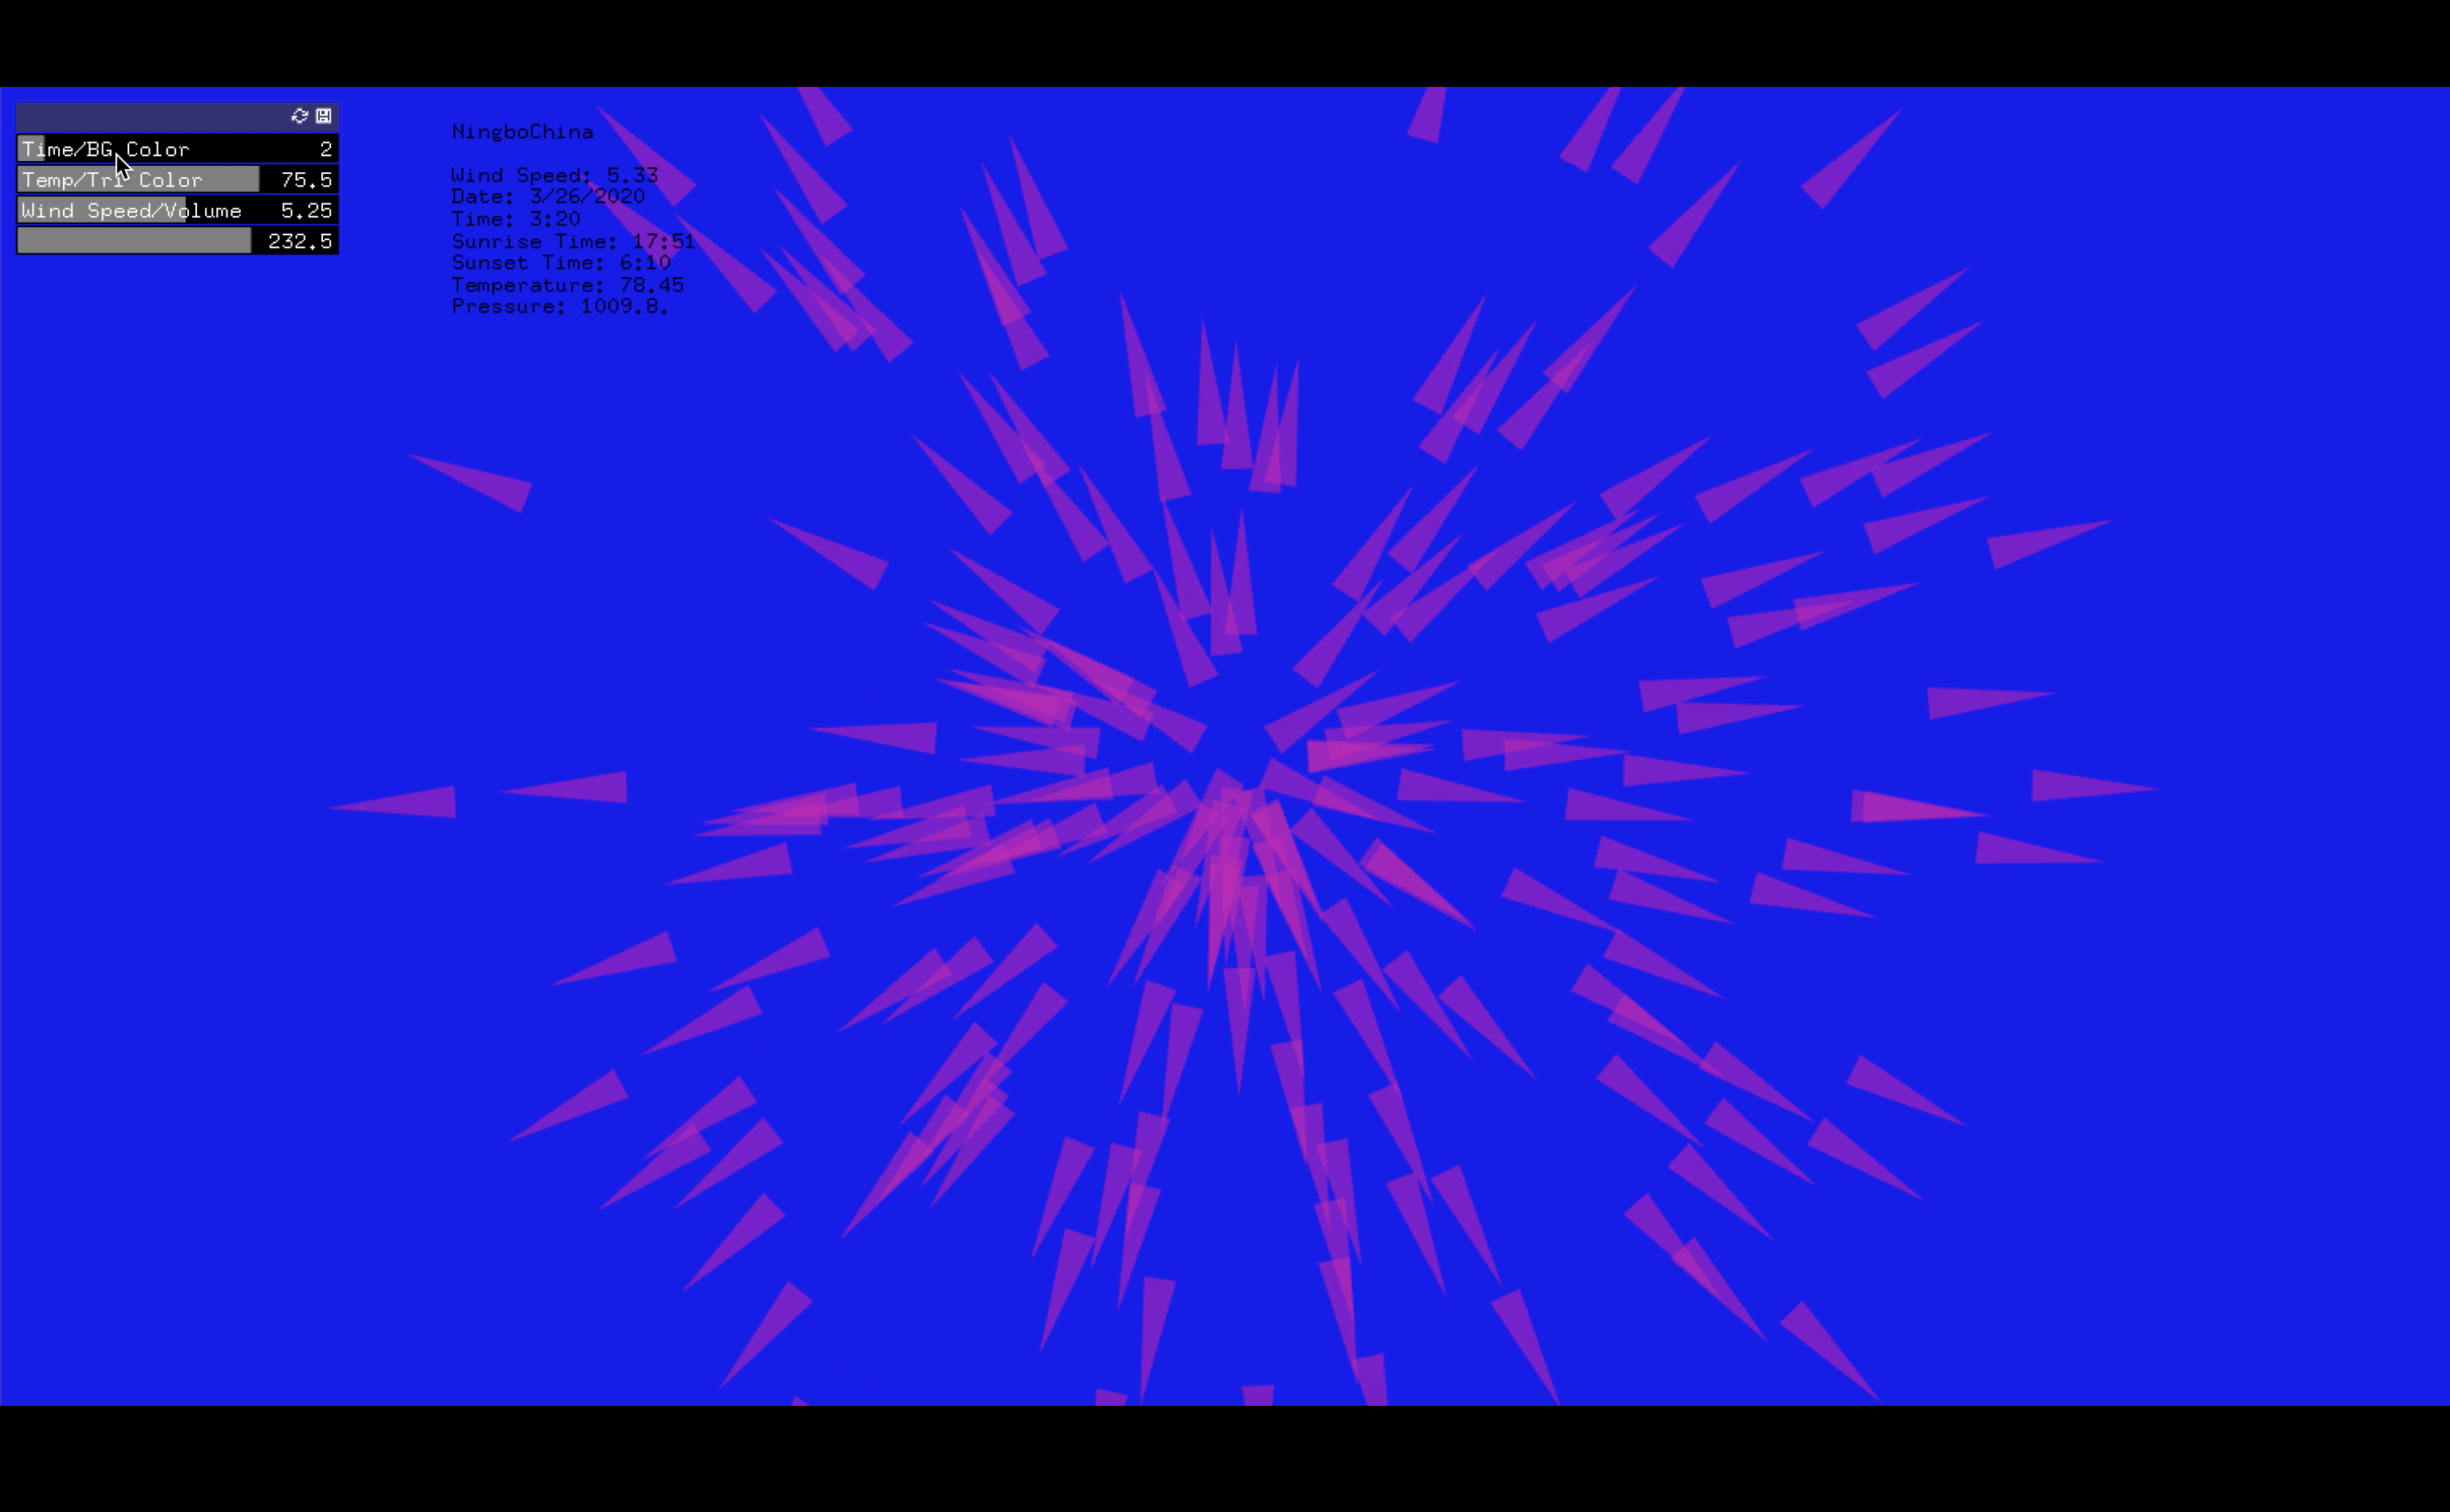 Time/BG Color 2
Temp/Tri Color 75.5
Wind Speed/Volume 5.25
232.5
NingboChina
Wind Speed: 5.33
Date: 3/26/2020
Time: 3:20
Sunrise Time: 17:51
Sunset Time: 6:10
Temperature: 78.45
Pressure: 1009.8.